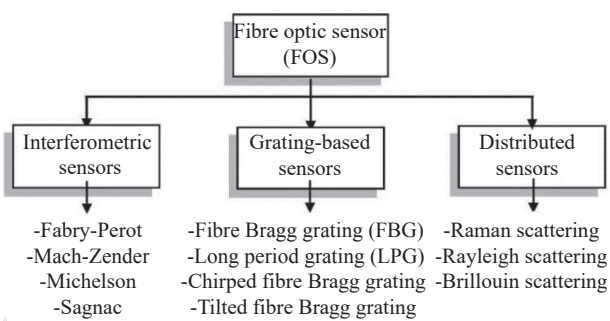 Fibre optic sensor
(FOS)
Interferometric
sensors
Grating-based
sensors
Distributed
sensors
-Fabry-Perot
-Mach-Zender
-Michelson
-Sagnac
-Fibre Bragg grating (FBG)
-Long period grating (LPG)
-Chirped fibre Bragg grating
-Tilted fibre Bragg grating
-Raman scattering
-Rayleigh scattering
-Brillouin scattering